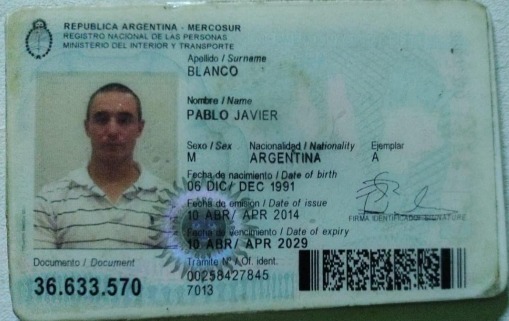 REPUBLICA ARGENTINA - MERCOSUR
REGISTRO NACIONAL DE LAS PERSONAS
MINISTERIO DEL INTERIOR Y TRANSPORTE
Apellido / Surname
BLANCO
Nombre / Name
PABLO JAVIER
Sexo / Sex Nacionalidad / Nationality Ejemplar
M ARGENTINA A
Fecha de nacimiento / Date of birth
06 DIC/ DEC 1991
Fecha de emisión / Date of issue
10 ABR/ APR 2014
FIRMA IDENTIFICADO / SIGNATURE
Fecha de vencimiento / Date of expiry
10 ABR/ APR 2029
Documento / Document Tramite N° / Of. ident.
36.633.570 00258427845
7013